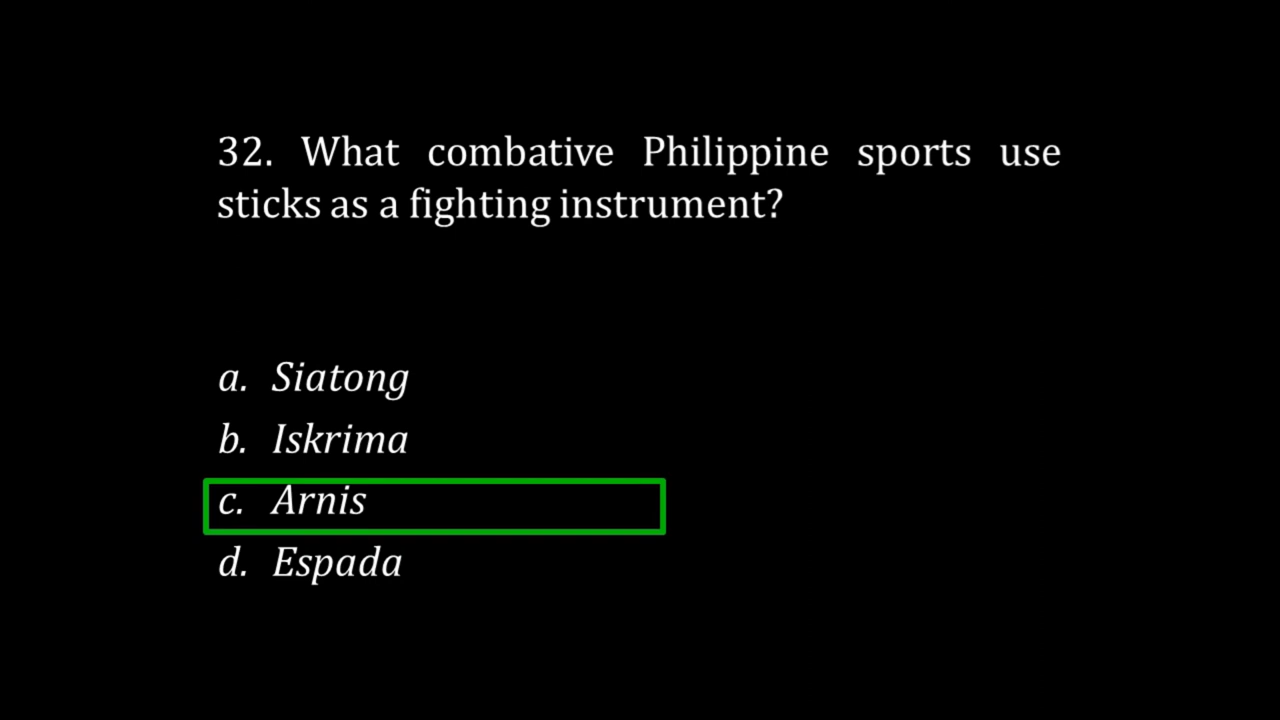 32. What combative Philippine sports use
sticks as a fighting instrument?
a. Siatong
b. Iskrima
c. Arnis
d. Espada